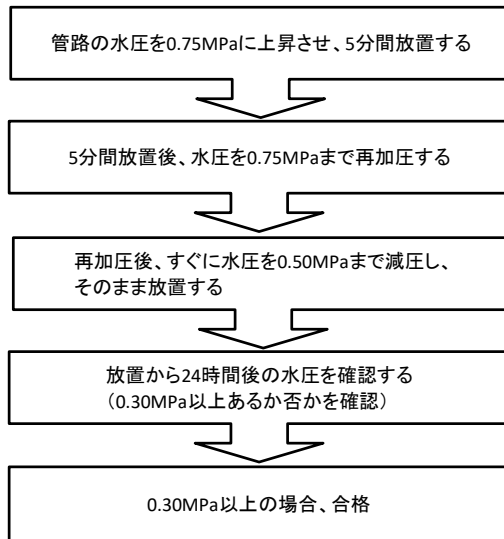 管路の水圧を0.75MPaに上昇させ、5分間放置する
5分間放置後、水圧を0.75MPaまで再加圧する
再加圧後、すぐに水圧を0.50MPaまで減圧し、
そのまま放置する
放置から24時間後の水圧を確認する
（0.30MPa以上あるか否かを確認）
0.30MPa以上の場合、合格